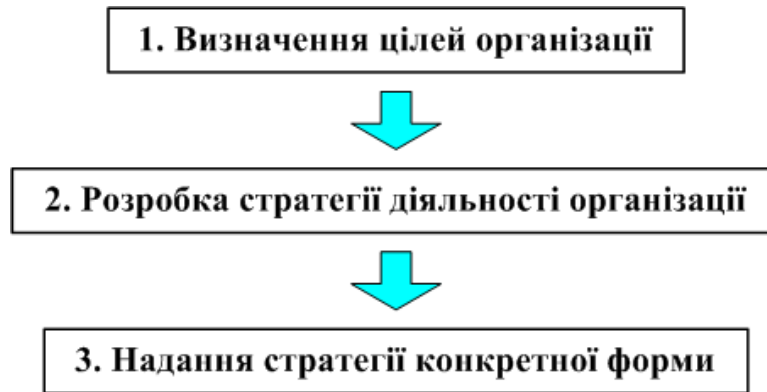 1. Визначення цілей організації
2. Розробка стратегії діяльності організації
3. Надання стратегії конкретної форми